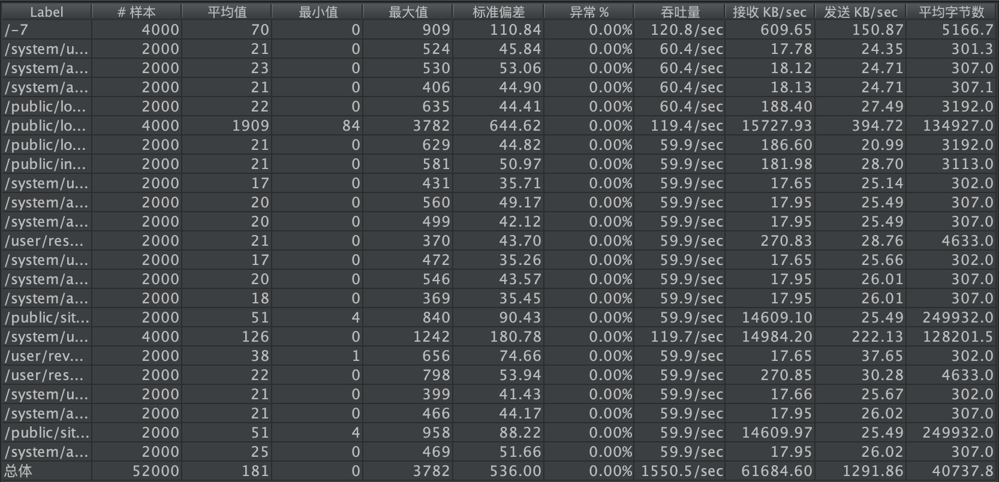 Label # 样本 平均值 最小值 最大值 标准偏差 异常 % 吞吐量 接收 KB/sec 发送 KB/sec 平均字节数
/-7 4000 70 0 909 110.84 0.00% 120.8/sec 609.65 150.87 5166.7
/system/u... 2000 21 0 524 45.84 0.00% 60.4/sec 17.78 24.35 301.3
/system/a... 2000 23 0 530 53.06 0.00% 60.4/sec 18.12 24.71 307.0
/system/a... 2000 21 0 406 44.90 0.00% 60.4/sec 18.13 24.71 307.1
/public/lo... 2000 22 0 635 44.41 0.00% 60.4/sec 188.40 27.49 3192.0
/public/lo... 4000 1909 84 3782 644.62 0.00% 119.4/sec 15727.93 394.72 134927.0
/public/lo... 2000 21 0 629 44.82 0.00% 59.9/sec 186.60 20.99 3192.0
/public/in... 2000 21 0 581 50.97 0.00% 59.9/sec 181.98 28.70 3113.0
/system/u... 2000 17 0 431 35.71 0.00% 59.9/sec 17.65 25.14 302.0
/system/a... 2000 20 0 560 49.17 0.00% 59.9/sec 17.95 25.49 307.0
/system/a... 2000 20 0 499 42.12 0.00% 59.9/sec 17.95 25.49 307.0
/user/res... 2000 21 0 370 43.70 0.00% 59.9/sec 270.83 28.76 4633.0
/system/u... 2000 17 0 472 35.26 0.00% 59.9/sec 17.65 25.66 302.0
/system/a... 2000 20 0 546 43.57 0.00% 59.9/sec 17.95 26.01 307.0
/system/a... 2000 18 0 369 35.45 0.00% 59.9/sec 17.95 26.01 307.0
/public/sit... 2000 51 4 840 90.43 0.00% 59.9/sec 14609.10 25.49 249932.0
/system/u... 4000 126 0 1242 180.78 0.00% 119.7/sec 14984.20 222.13 128201.5
/user/rev... 2000 38 1 656 74.66 0.00% 59.9/sec 17.65 37.65 302.0
/user/res... 2000 22 0 798 53.94 0.00% 59.9/sec 270.85 30.28 4633.0
/system/u... 2000 21 0 399 41.43 0.00% 59.9/sec 17.66 25.67 302.0
/system/a... 2000 21 0 466 44.17 0.00% 59.9/sec 17.95 26.02 307.0
/public/sit... 2000 51 4 958 88.22 0.00% 59.9/sec 14609.97 25.49 249932.0
/system/a... 2000 25 0 469 51.66 0.00% 59.9/sec 17.95 26.02 307.0
总体 52000 181 0 3782 536.00 0.00% 1550.5/sec 61684.60 1291.86 40737.8